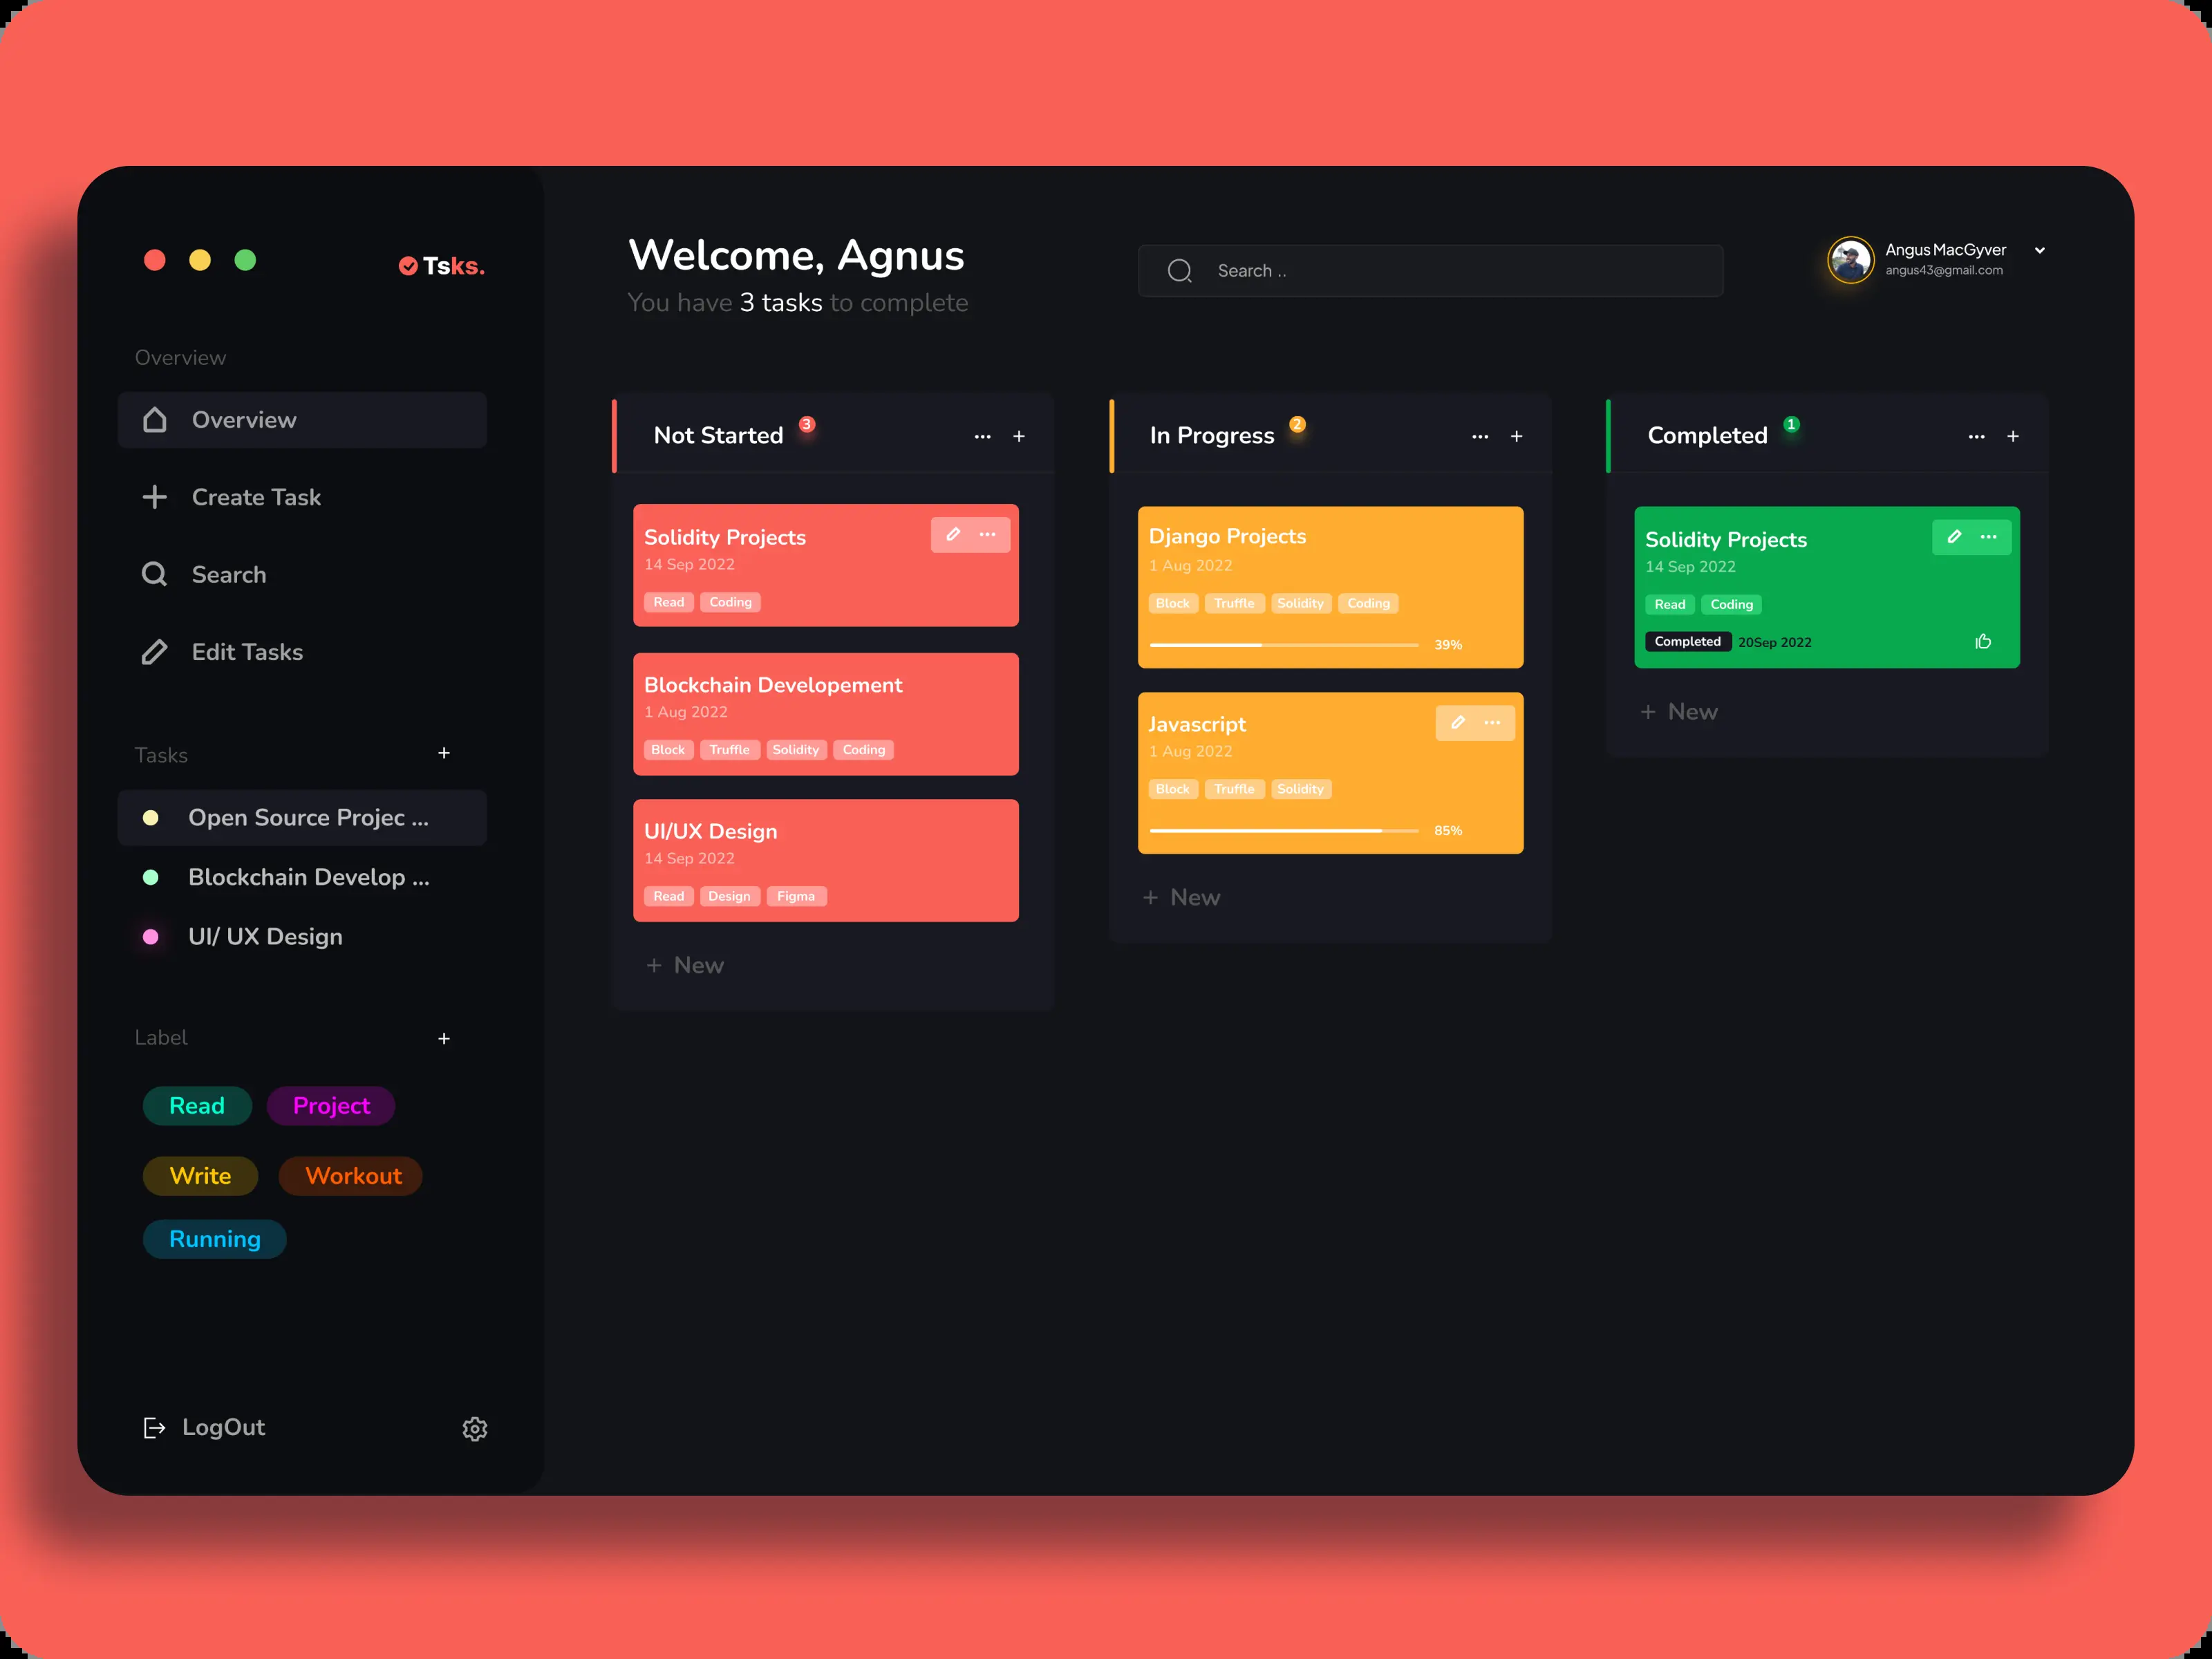 Tsks.
Overview
Overview
Create Task
Search
Edit Tasks
Tasks +
Open Source Projec ...
Blockchain Develop ...
UI/ UX Design
Label +
Read Project
Write Workout
Running
LogOut
Welcome, Agnus
You have 3 tasks to complete
Search ..
Angus MacGyver
angus43@gmail.com
Not Started 3 ... +
Solidity Projects ...
14 Sep 2022
Read Coding
Blockchain Developement
1 Aug 2022
Block Truffle Solidity Coding
UI/UX Design
14 Sep 2022
Read Design Figma
+ New
In Progress 2 ... +
Django Projects
1 Aug 2022
Block Truffle Solidity Coding
39%
Javascript ...
1 Aug 2022
Block Truffle Solidity
85%
+ New
Completed 1 ... +
Solidity Projects ...
14 Sep 2022
Read Coding
Completed 20Sep 2022
+ New